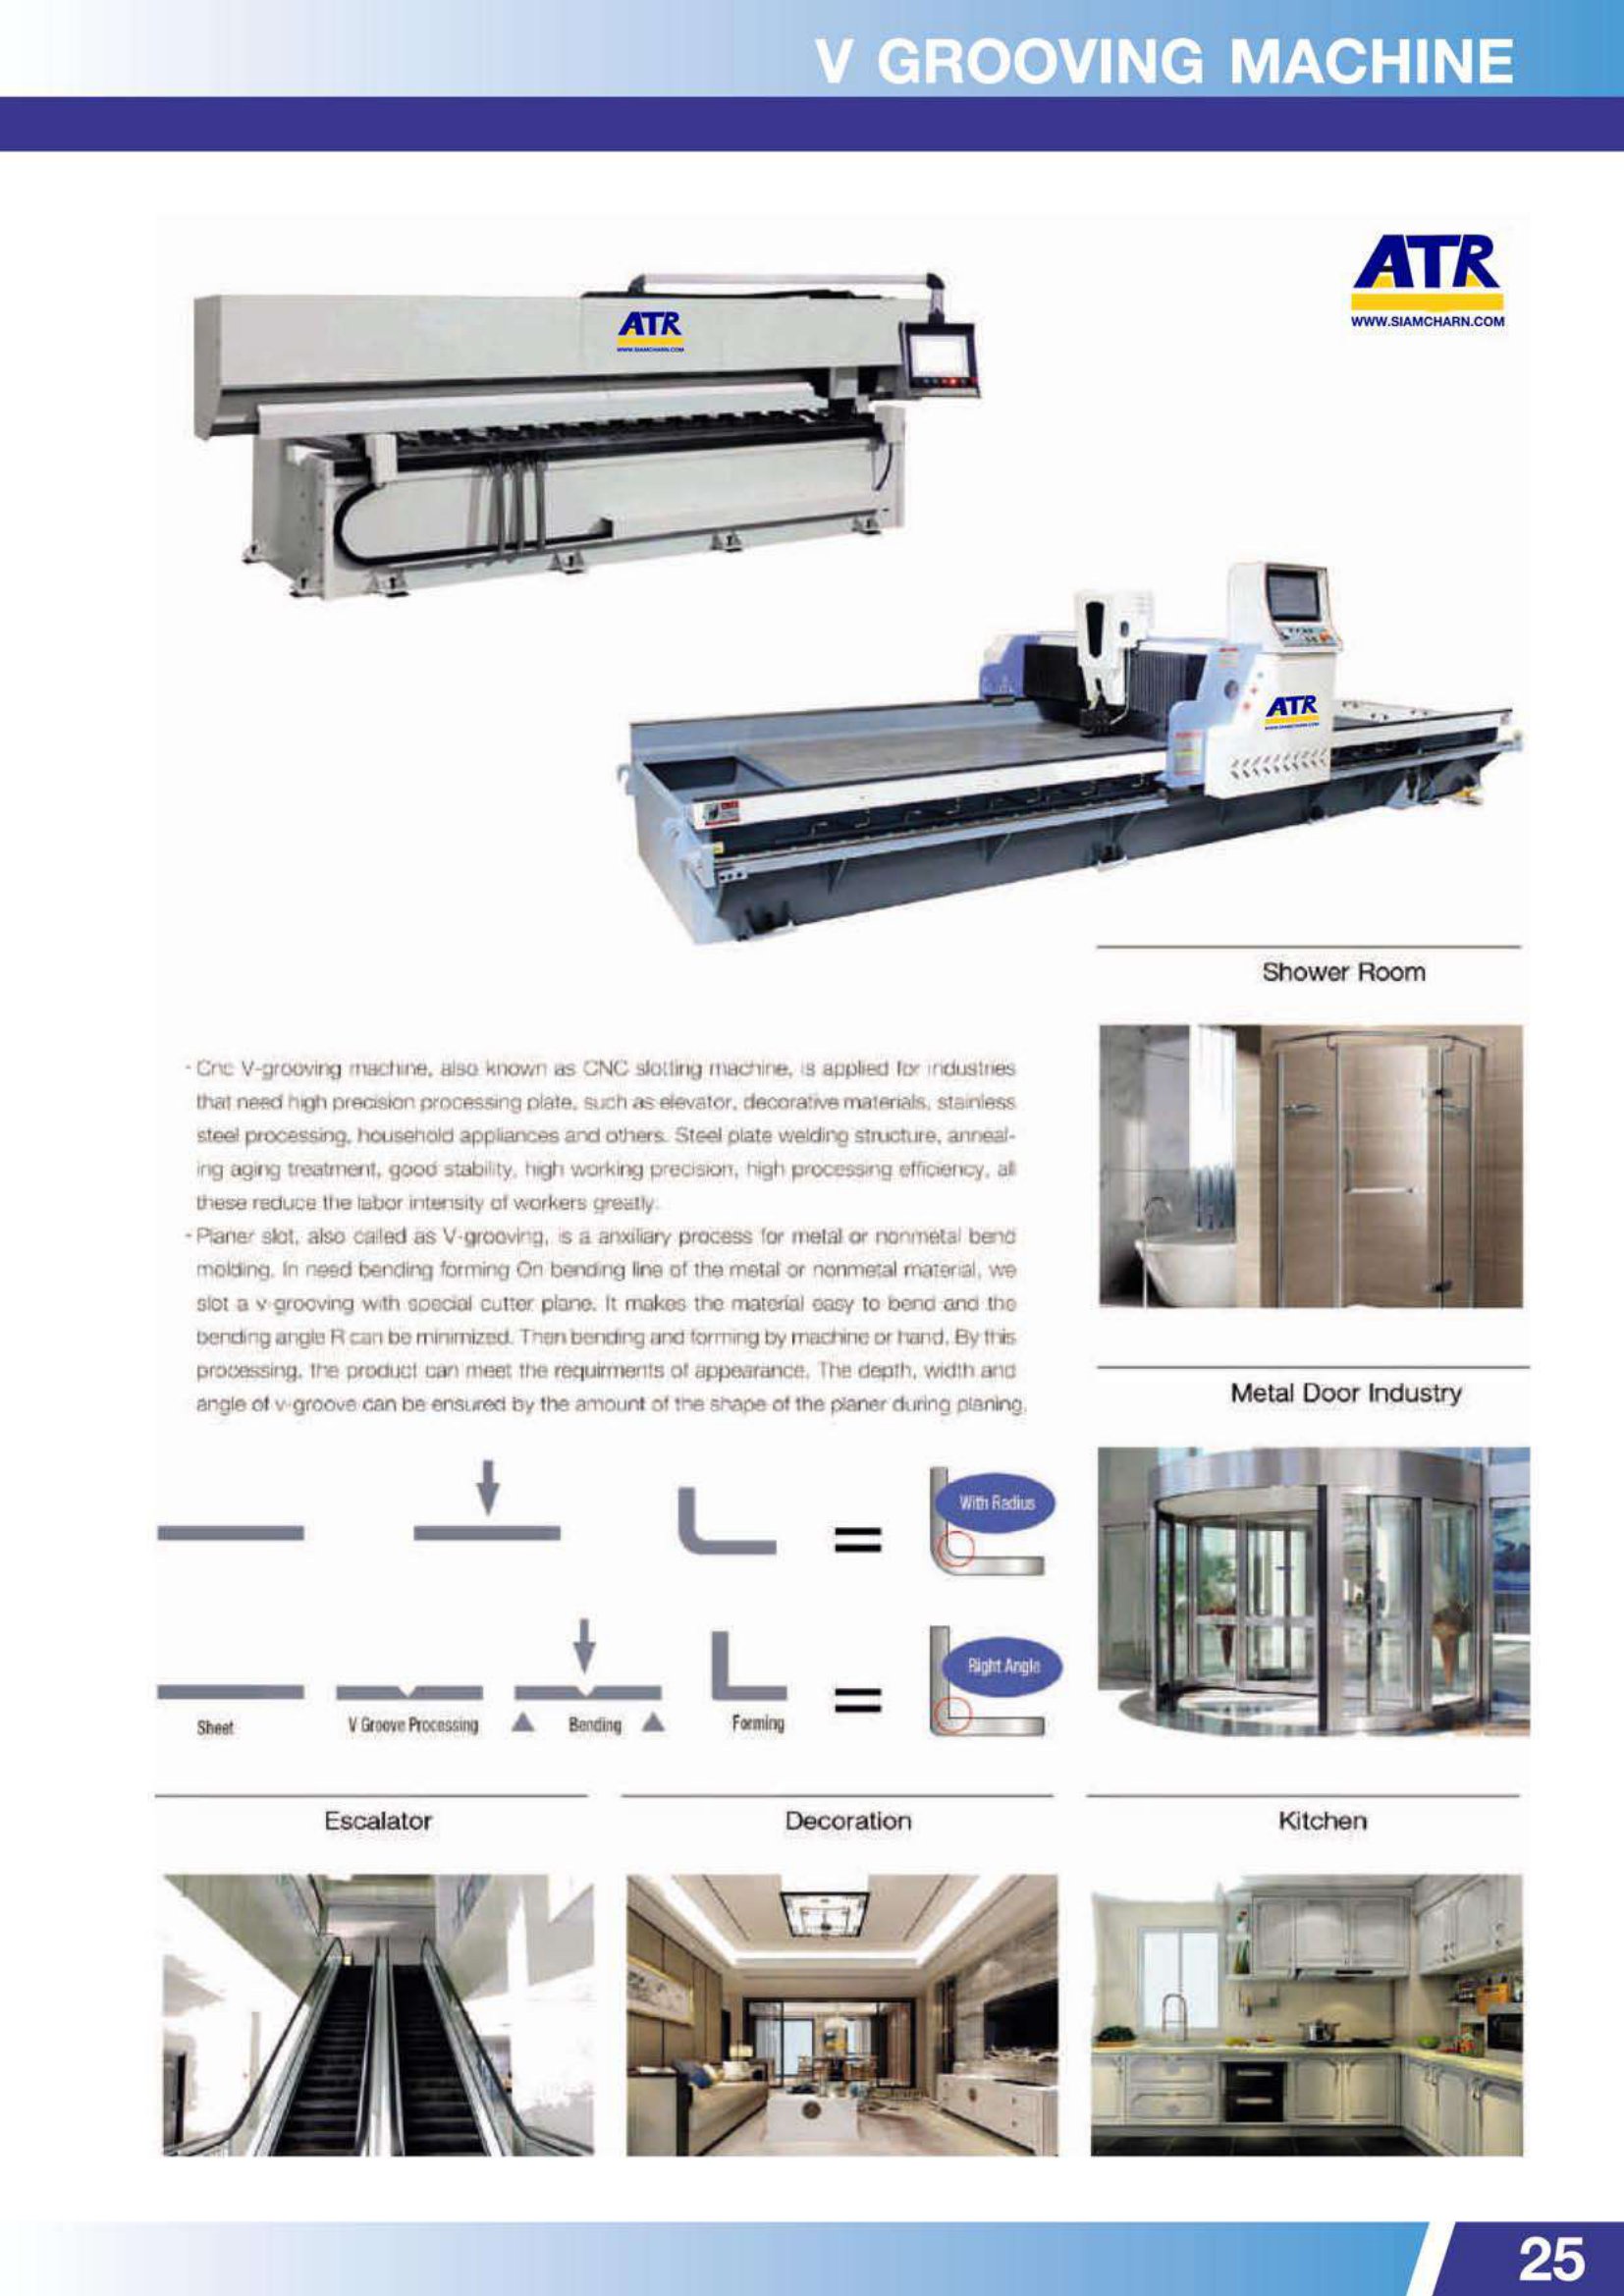 V GROOVING MACHINE
ATR
WWW.SIAMCHARN.COM
ATR
WWW.SIAMCHARN.COM
ATR
Shower Room
- Cnc V-grooving machine, also known as CNC slotting machine, is applied for industries
that need high precision processing plate, such as elevator, decorative materials, stainless
steel processing, household appliances and others. Steel plate welding structure, anneal-
ing aging treatment, good stability, high working precision, high processing efficiency, all
these reduce the labor intensity of workers greatly.
- Planer slot, also called as V-grooving, is a anxiliary process for metal or nonmetal bend
molding. In need bending forming On bending line of the metal or nonmetal material, we
slot a v-grooving with special cutter plane. It makes the material easy to bend and the
bending angle R can be minimized. Then bending and forming by machine or hand. By this
processing, the product can meet the requirments of appearance. The depth, width and
angle of v-groove can be ensured by the amount of the shape of the planer during planing.
Metal Door Industry
With Radius
=
Right Angle
=
Sheet
V Groove Processing
Bending
Forming
Escalator
Decoration
Kitchen
25